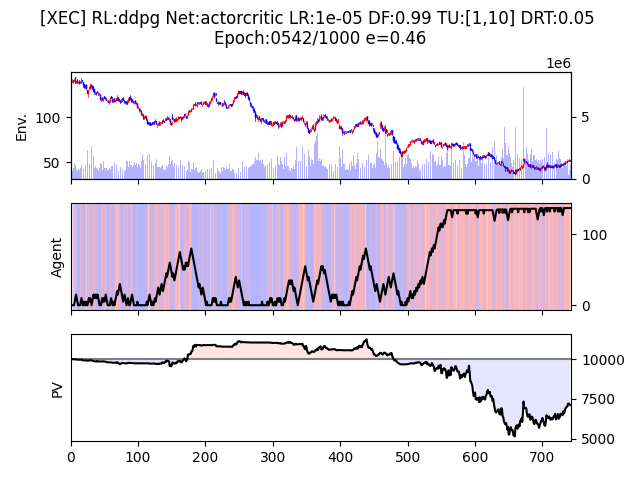 [XEC] RL:ddpg Net:actorcritic LR:1e-05 DF:0.99 TU:[1,10] DRT:0.05
Epoch:0542/1000 e=0.46
1e6
Env.
100
50
5
0
Agent
100
0
PV
10000
7500
5000
0 100 200 300 400 500 600 700